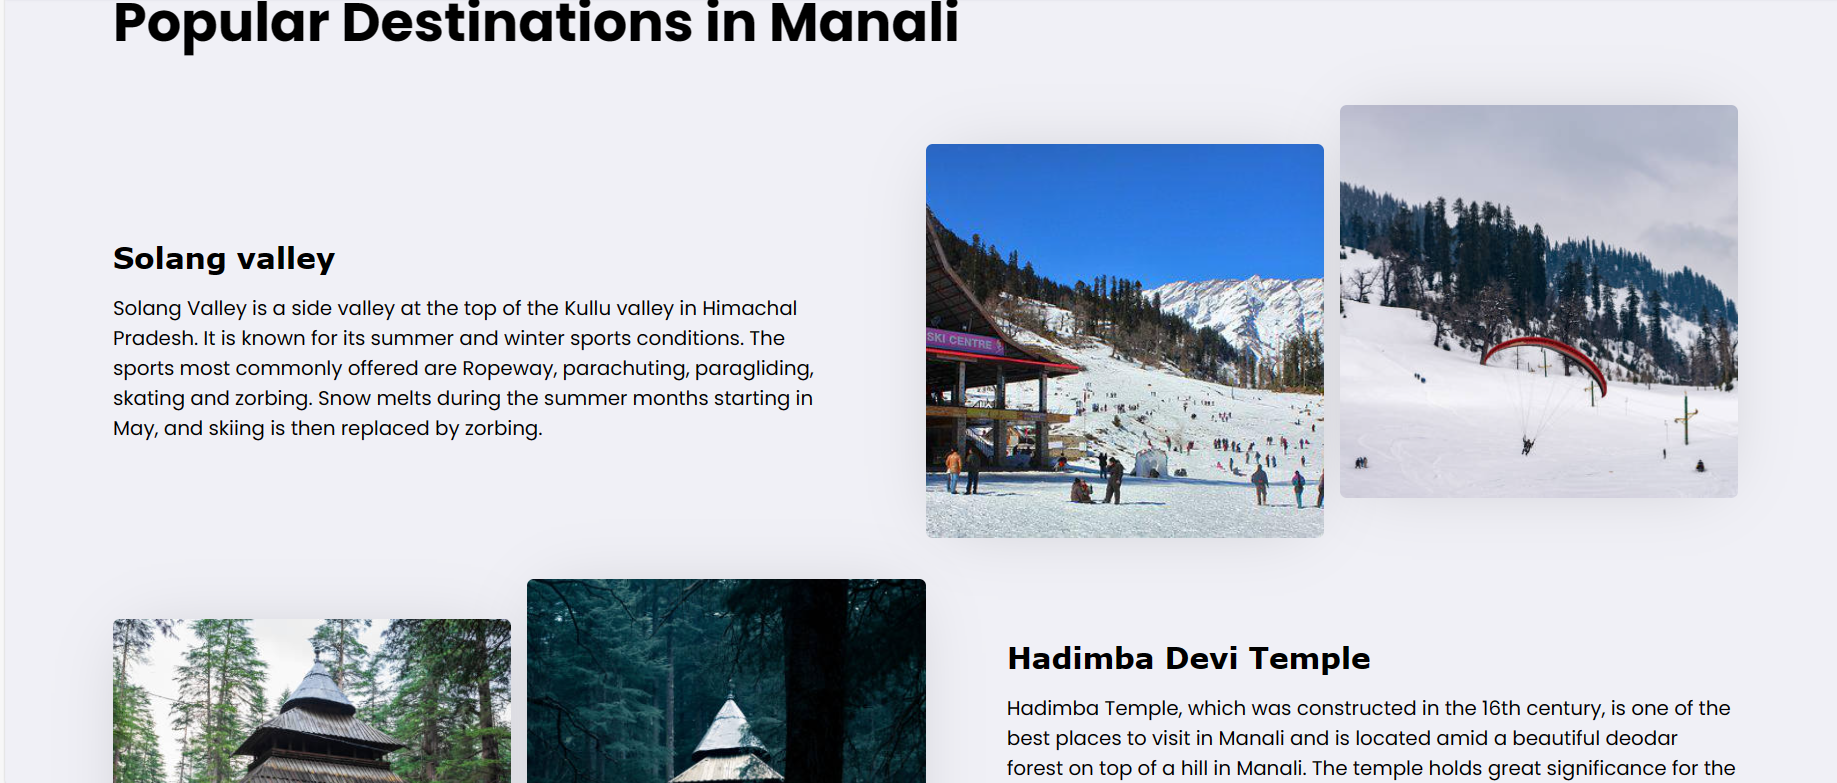 Popular Destinations in Manali
Solang valley
Solang Valley is a side valley at the top of the Kullu valley in Himachal
Pradesh. It is known for its summer and winter sports conditions. The
sports most commonly offered are Ropeway, parachuting, paragliding,
skating and zorbing. Snow melts during the summer months starting in
May, and skiing is then replaced by zorbing.
SKI CENTRE
Hadimba Devi Temple
Hadimba Temple, which was constructed in the 16th century, is one of the
best places to visit in Manali and is located amid a beautiful deodar
forest on top of a hill in Manali. The temple holds great significance for the